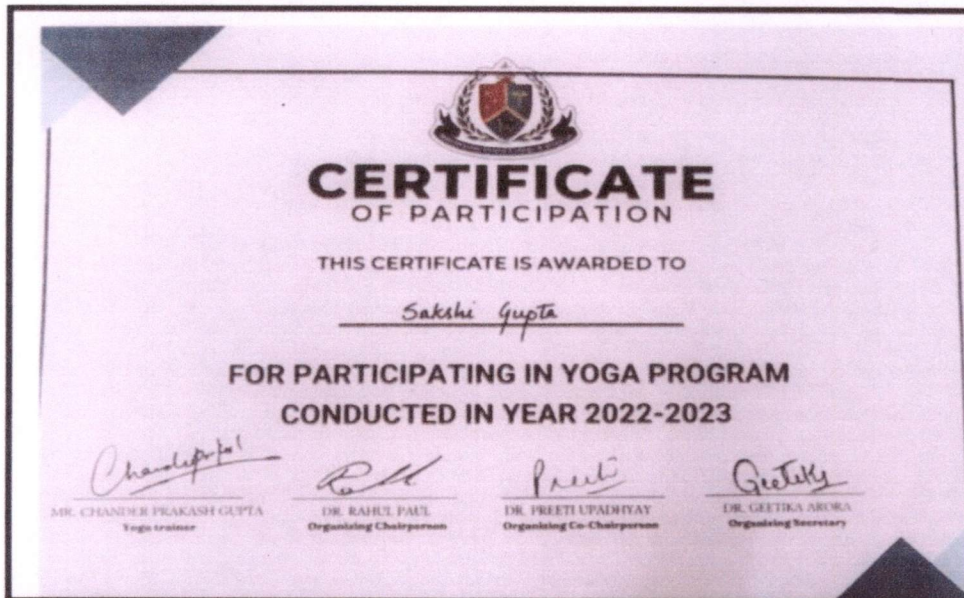 CERTIFICATE
OF PARTICIPATION
THIS CERTIFICATE IS AWARDED TO
Sakshi Gupta
FOR PARTICIPATING IN YOGA PROGRAM
CONDUCTED IN YEAR 2022-2023
Preeti
Geetika
MR. CHANDER PRAKASH GUPTA DR. RAHUL PAUL DR. PREETI UPADHYAY DR. GEETIKA ARORA
Yoga trainer Organizing Chairperson Organizing Co-Chairperson Organizing Secretary